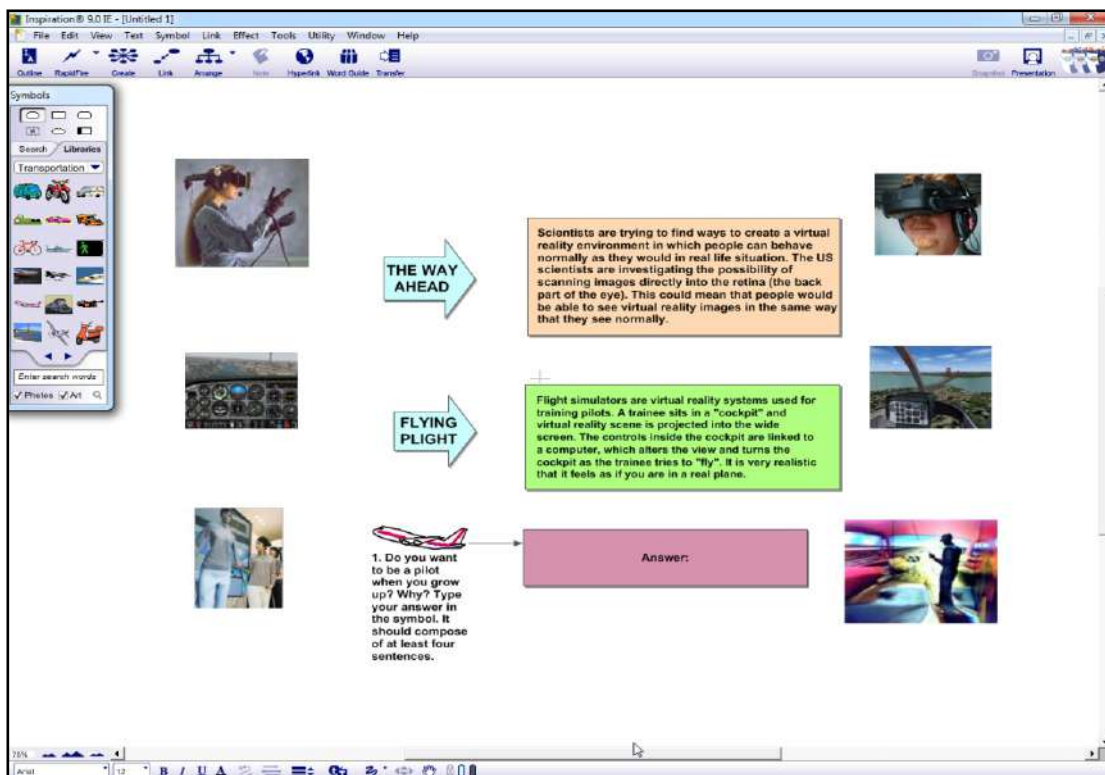 Inspiration® 9.0 IE - [Untitled 1]
File Edit View Text Symbol Link Effect Tools Utility Window Help
Outline RapidFire Create Link Arrange Note Hyperlink Word Guide Transfer
Snapshot Presentation
Symbols
Search Libraries
Transportation
Enter search words
Photos Art
THE WAY
AHEAD
Scientists are trying to find ways to create a virtual
reality environment in which people can behave
normally as they would in real life situation. The US
scientists are investigating the possibility of
scanning images directly into the retina (the back
part of the eye). This could mean that people would
be able to see virtual reality images in the same way
that they see normally.
FLYING
PLIGHT
Flight simulators are virtual reality systems used for
training pilots. A trainee sits in a "cockpit" and
virtual reality scene is projected into the wide
screen. The controls inside the cockpit are linked to
a computer, which alters the view and turns the
cockpit as the trainee tries to "fly". It is very realistic
that it feels as if you are in a real plane.
1. Do you want
to be a pilot
when you grow
up? Why? Type
your answer in
the symbol. It
should compose
of at least four
sentences.
Answer:
Arial 12 B I U A